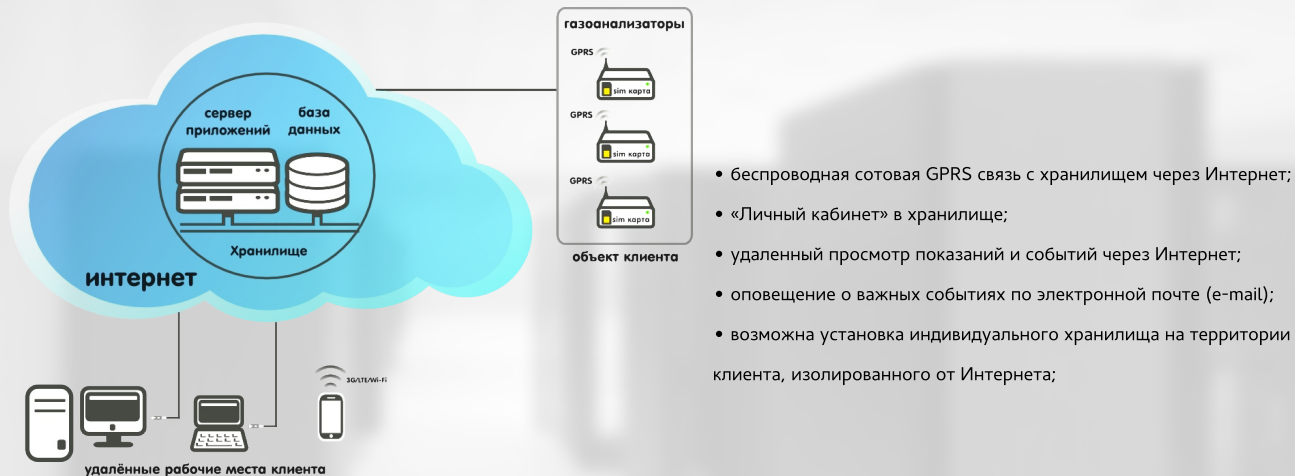 газоанализаторы
GPRS
sim карта
GPRS
sim карта
GPRS
sim карта
объект клиента
сервер
приложений
база
данных
Хранилище
интернет
3G/LTE/Wi-Fi
удалённые рабочие места клиента
• беспроводная сотовая GPRS связь с хранилищем через Интернет;
• «Личный кабинет» в хранилище;
• удаленный просмотр показаний и событий через Интернет;
• оповещение о важных событиях по электронной почте (e-mail);
• возможна установка индивидуального хранилища на территории
клиента, изолированного от Интернета;